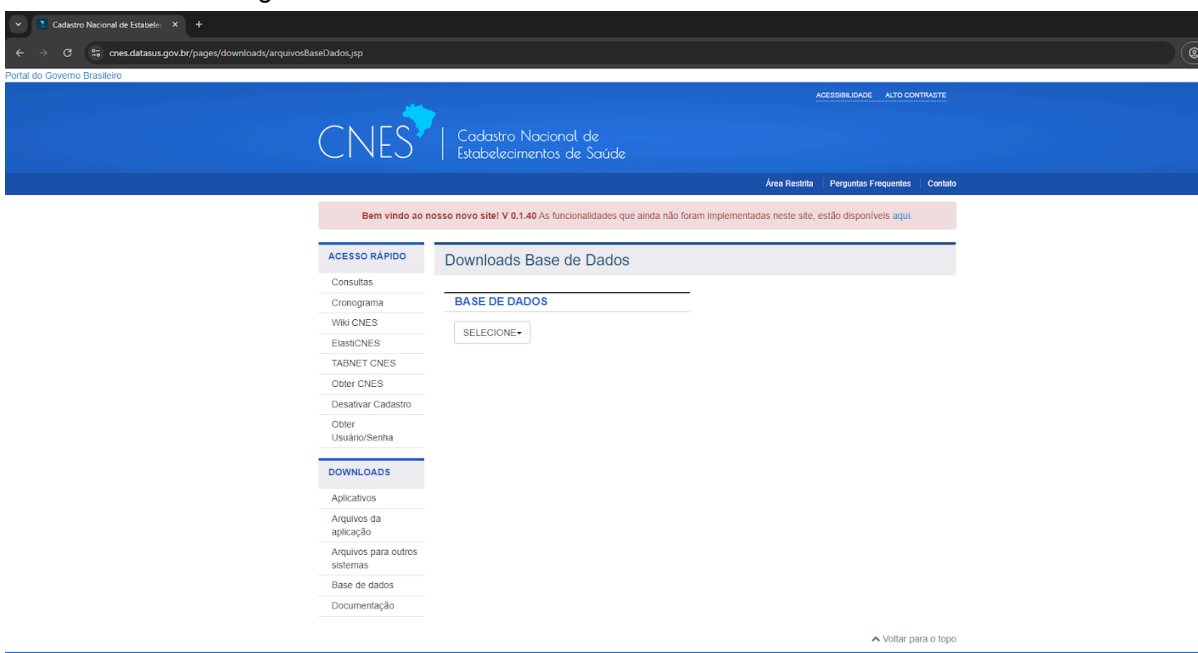 Cadastro Nacional de Estabelec
cnes.datasus.gov.br/pages/downloads/arquivosBaseDados.jsp
Portal do Governo Brasileiro
ACESSIBILIDADE ALTO CONTRASTE
CNES
Cadastro Nacional de
Estabelecimentos de Saúde
Área Restrita Perguntas Frequentes Contato
Bem vindo ao nosso novo site! V 0.1.40 As funcionalidades que ainda não foram implementadas neste site, estão disponíveis aqui.
ACESSO RÁPIDO
Consultas
Cronograma
Wiki CNES
ElastiCNES
TABNET CNES
Obter CNES
Desativar Cadastro
Obter
Usuário/Senha
DOWNLOADS
Aplicativos
Arquivos da
aplicação
Arquivos para outros
sistemas
Base de dados
Documentação
Downloads Base de Dados
BASE DE DADOS
SELECIONE
Voltar para o topo